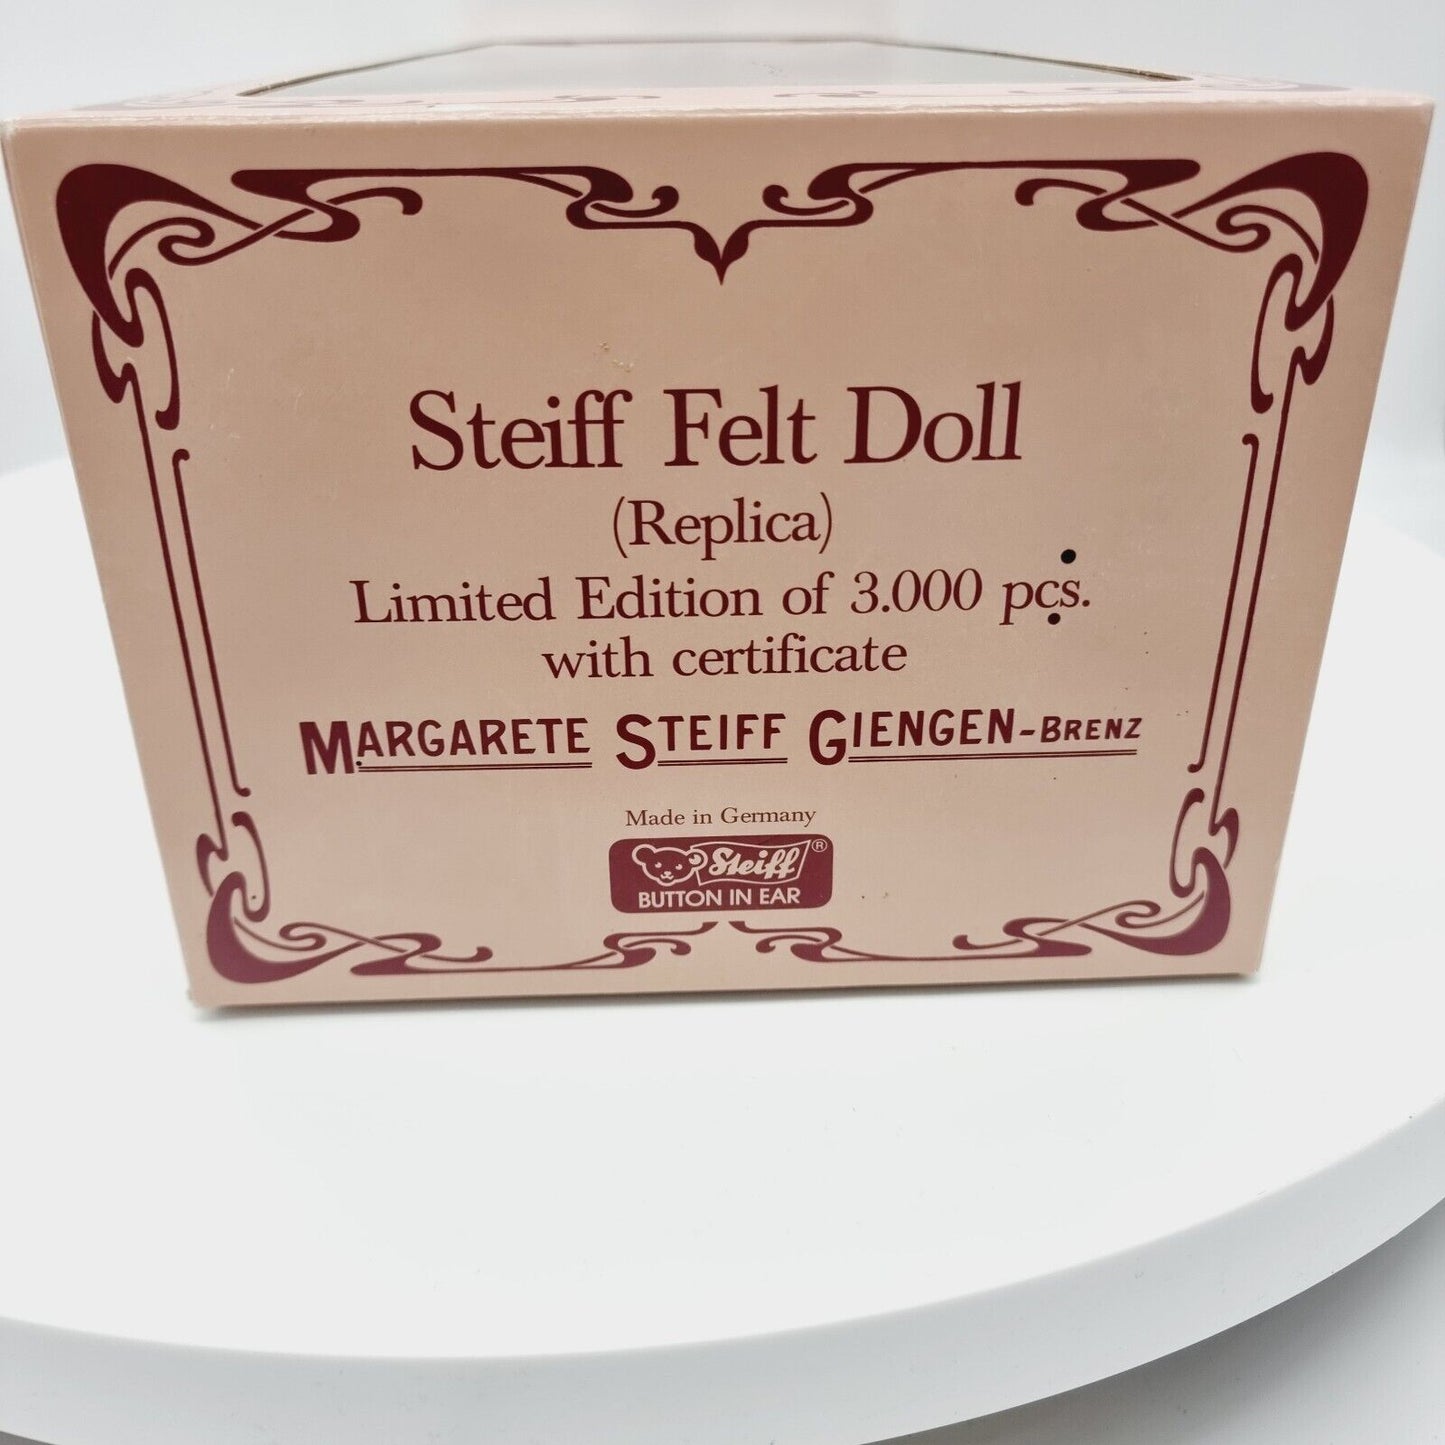 Steiff Felt Doll
(Replica)
Limited Edition of 3.000 pcs.
with certificate
MARGARETE STEIFF GIENGEN-BRENZ
Made in Germany
Steiff®
BUTTON IN EAR